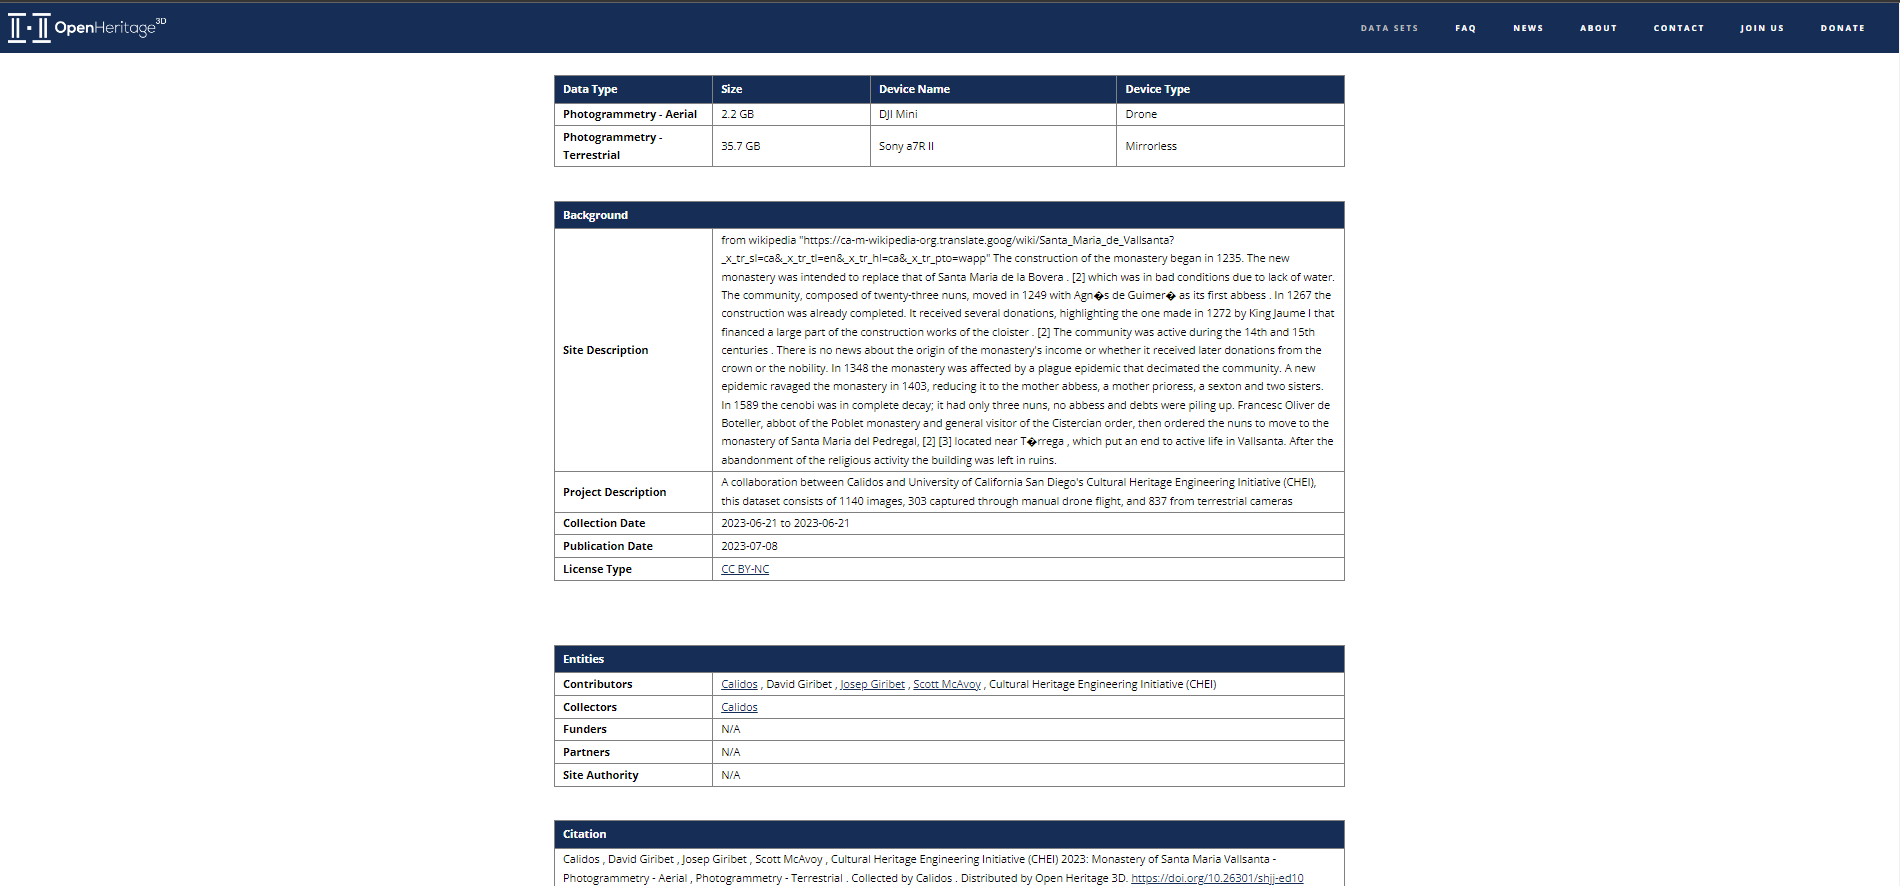 OpenHeritage3D
DATA SETS FAQ NEWS ABOUT CONTACT JOIN US DONATE
Data Type Size Device Name Device Type
Photogrammetry - Aerial 2.2 GB DJI Mini Drone
Photogrammetry -
Terrestrial 35.7 GB Sony a7R II Mirrorless
Background
Site Description
from wikipedia "https://ca-m-wikipedia-org.translate.goog/wiki/Santa_Maria_de_Vallsanta?
_x_tr_sl=ca&_x_tr_tl=en&_x_tr_hl=ca&_x_tr_pto=wapp" The construction of the monastery began in 1235. The new
monastery was intended to replace that of Santa Maria de la Bovera . [2] which was in bad conditions due to lack of water.
The community, composed of twenty-three nuns, moved in 1249 with Agn�s de Guimer� as its first abbess . In 1267 the
construction was already completed. It received several donations, highlighting the one made in 1272 by King Jaume I that
financed a large part of the construction works of the cloister . [2] The community was active during the 14th and 15th
centuries . There is no news about the origin of the monastery's income or whether it received later donations from the
crown or the nobility. In 1348 the monastery was affected by a plague epidemic that decimated the community. A new
epidemic ravaged the monastery in 1403, reducing it to the mother abbess, a mother prioress, a sexton and two sisters.
In 1589 the cenobi was in complete decay; it had only three nuns, no abbess and debts were piling up. Francesc Oliver de
Boteller, abbot of the Poblet monastery and general visitor of the Cistercian order, then ordered the nuns to move to the
monastery of Santa Maria del Pedregal, [2] [3] located near T�rrega , which put an end to active life in Vallsanta. After the
abandonment of the religious activity the building was left in ruins.
Project Description
A collaboration between Calidos and University of California San Diego's Cultural Heritage Engineering Initiative (CHEI),
this dataset consists of 1140 images, 303 captured through manual drone flight, and 837 from terrestrial cameras
Collection Date 2023-06-21 to 2023-06-21
Publication Date 2023-07-08
License Type CC BY-NC
Entities
Contributors Calidos , David Giribet , Josep Giribet , Scott McAvoy , Cultural Heritage Engineering Initiative (CHEI)
Collectors Calidos
Funders N/A
Partners N/A
Site Authority N/A
Citation
Calidos , David Giribet , Josep Giribet , Scott McAvoy , Cultural Heritage Engineering Initiative (CHEI) 2023: Monastery of Santa Maria Vallsanta -
Photogrammetry - Aerial , Photogrammetry - Terrestrial . Collected by Calidos . Distributed by Open Heritage 3D. https://doi.org/10.26301/shjj-ed10